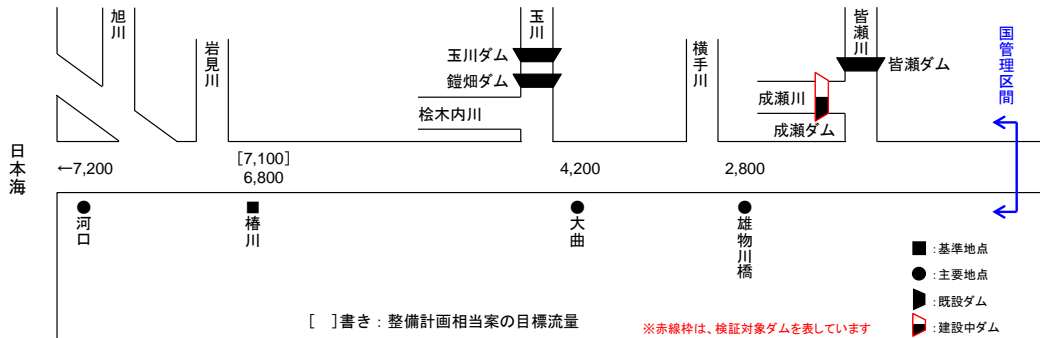 旭川
岩見川
玉川
玉川ダム
鎧畑ダム
桧木内川
横手川
皆瀬川
皆瀬ダム
成瀬川
成瀬ダム
国管理区間
日本海
←7,200
[7,100]
6,800
4,200
2,800
河口
椿川
大曲
雄物川橋
■：基準地点
●：主要地点
：既設ダム
：建設中ダム
[　]書き：整備計画相当案の目標流量
※赤線枠は、検証対象ダムを表しています